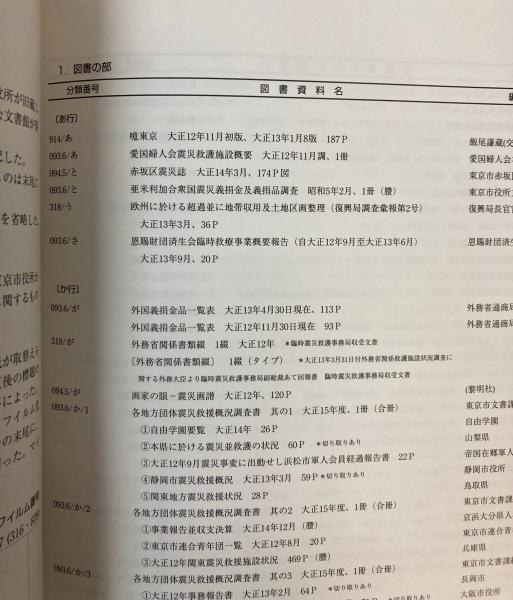 1. 図書の部
分類番号 図書資料名
[あ行]
914/あ 噫東京 大正12年11月初版、大正13年1月8版 187P 飯尾謙蔵(交
093.6/あ 愛国婦人会震災救護施設概要 大正12年11月調、1冊 愛国婦人会
094.5/と 赤坂区震災誌 大正14年3月、174P図 東京市赤坂区
093.6/と 亜米利加合衆国震災義捐金及義捐品調査 昭和5年2月、1冊(謄) 東京市役所
318/う 欧州に於ける超過並に地帯収用及土地区画整理(復興局調査彙報第2号) 復興局長官官
大正13年3月、36P
093.6/さ 恩賜財団済生会臨時救療事業概要報告(自大正12年9月至大正13年6月) 恩賜財団済生会
大正13年9月、20P
[か行]
093.6/が 外国義捐金品一覧表 大正13年4月30日現在、113P 外務省通商局
外国義捐金品一覧表 大正12年11月30日現在 93P 外務省通商局
319/が 外務省関係書類綴 1綴 大正12年 *臨時震災救護事務局収受文書
〔外務省関係書類綴〕 1綴(タイプ) *大正13年3月31日付外務省関係救護施設状況調査に
関する外務大臣より臨時震災救護事務局副総裁あて回報書 臨時震災救護事務局収受文書
094.5/が 画家の眼-震災画譜 大正12年、120P (黎明社)
093.6/か/1 各地方団体震災救援概況調査書 其の1 大正15年度、1冊(合冊) 東京市文書課
①自由学園要覧 大正14年 26P 自由学園
②本県に於ける震災並救護の状況 60P *切り取りあり 山梨県
③大正12年9月震災事変に出動せし浜松市軍人会員経過報告書 22P 帝国在郷軍人
④静岡市震災救護概況 大正13年3月 59P *切り取りあり 静岡市役所
⑤関東地方震災救援状況 28P 鳥取県
093.6/か/2 各地方団体震災救援概況調査書 其の2 大正15年度、1冊(合冊) 東京市文書課
①事業報告並収支決算 大正14年12月(謄) 京浜大分県人
②東京市連合青年団一覧 大正12年8月 20P 東京市連合青年
③大正12年関東震災救援施設状況 469P(謄) 兵庫県
093.6/か/3 各地方団体震災救援概況調査書 其の3 大正15年度、1冊(合冊) 東京市文書課
①大正12年事務報告書 大正13年2月 64P *切り取りあり 長岡市
大阪市役所